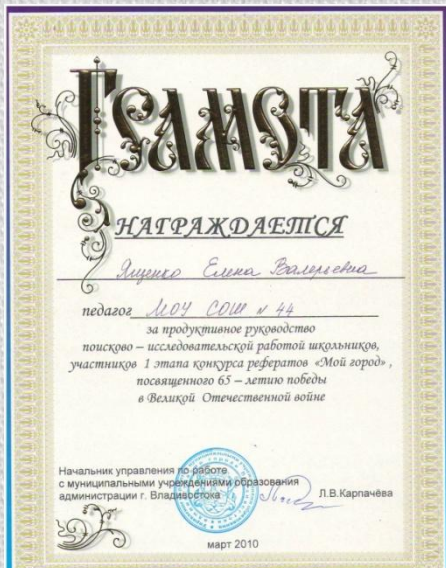 Грамота
НАГРАЖДАЕТСЯ
Ященко Елена Валерьевна
педагог МОУ СОШ № 44
за продуктивное руководство
поисково – исследовательской работой школьников,
участников 1 этапа конкурса рефератов «Мой город» ,
посвященного 65 – летию победы
в Великой Отечественной войне
Начальник управления по работе
с муниципальными учреждениями образования
администрации г. Владивостока Л.В.Карпачёва
март 2010